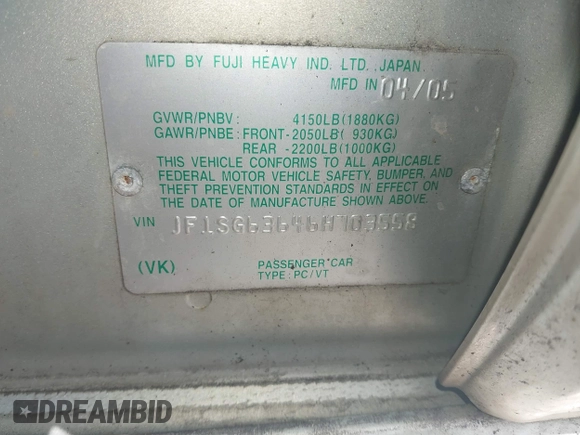 MFD BY FUJI HEAVY IND. LTD., JAPAN
MFD IN 04/05
GVWR/PNBV : 4150LB(1880KG)
GAWR/PNBE : FRONT-2050LB( 930KG)
REAR -2200LB(1000KG)
THIS VEHICLE CONFORMS TO ALL APPLICABLE
FEDERAL MOTOR VEHICLE SAFETY, BUMPER, AND
THEFT PREVENTION STANDARDS IN EFFECT ON
THE DATE OF MANUFACTURE SHOWN ABOVE.
VIN JF1SG63646H703558
(VK) PASSENGER CAR
TYPE : PC/VT
DREAMBID